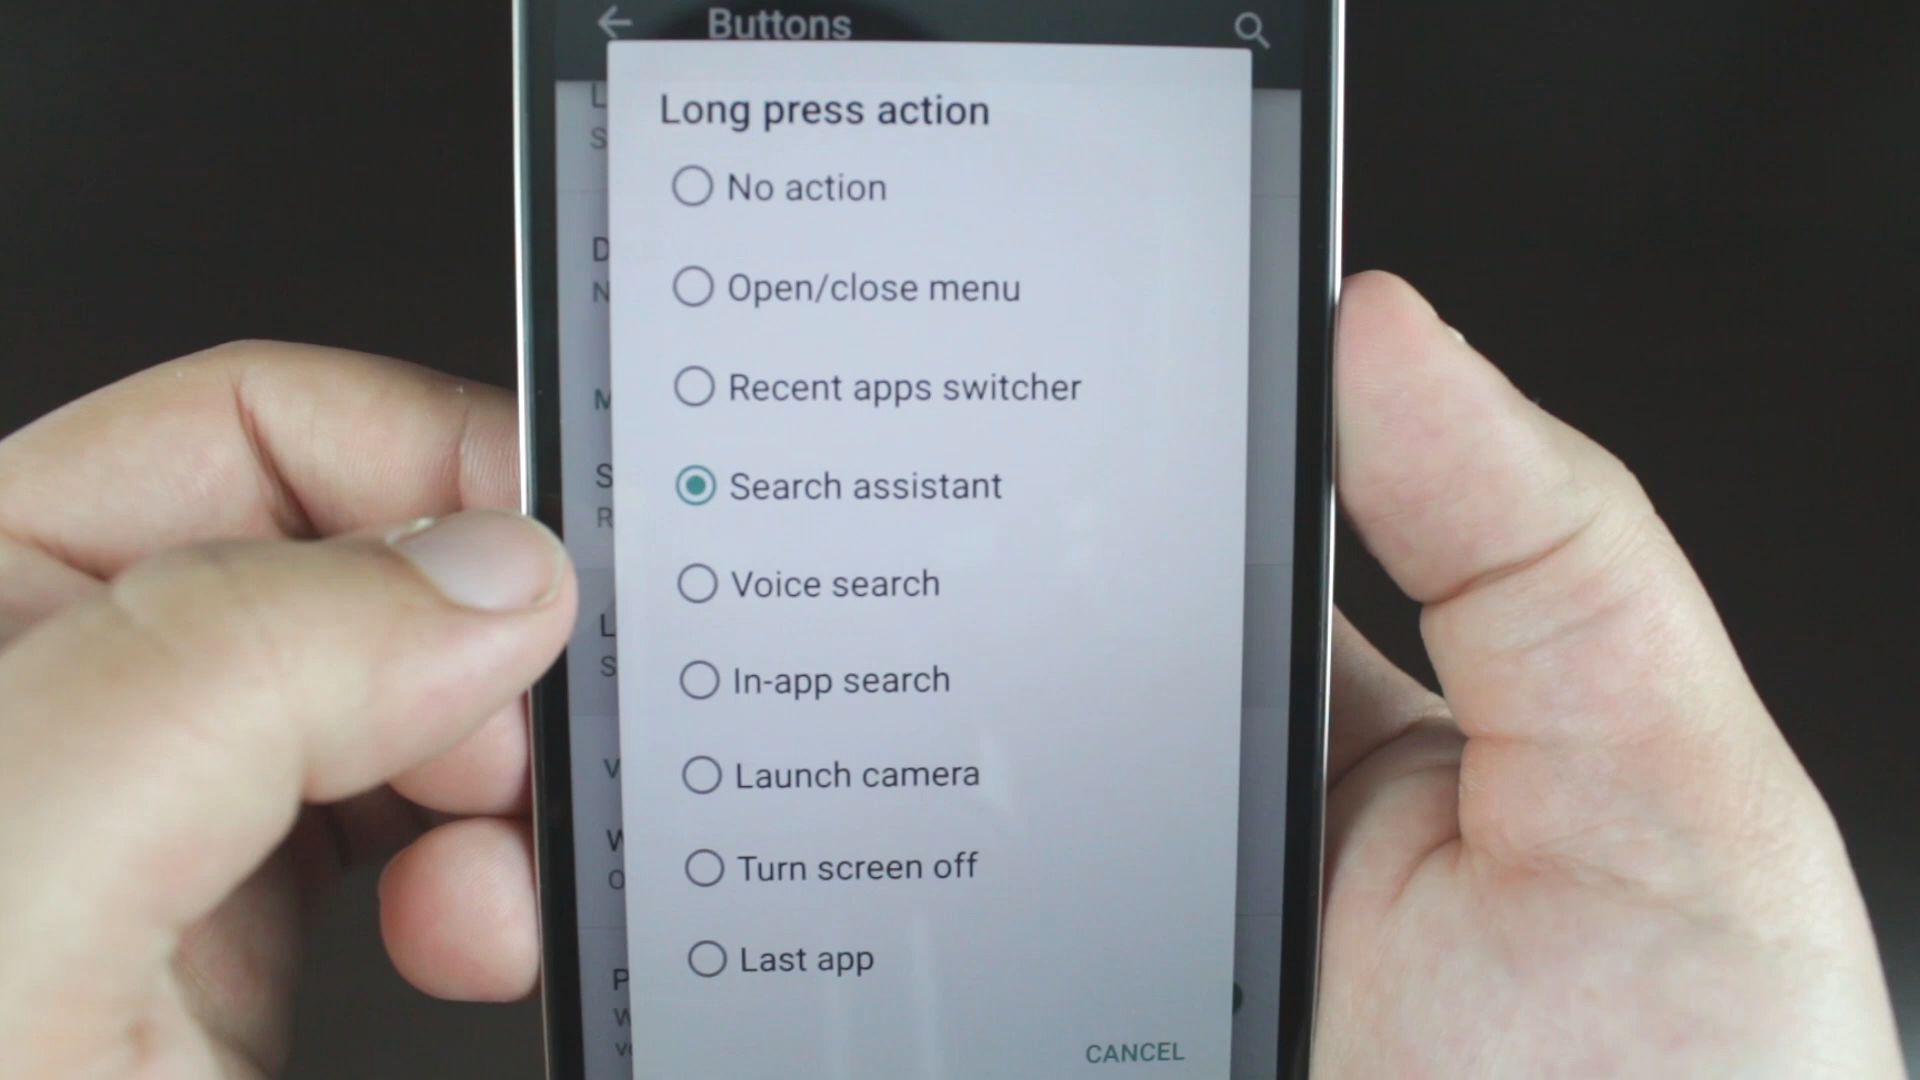 Buttons
Long press action
No action
Open/close menu
Recent apps switcher
Search assistant
Voice search
In-app search
Launch camera
Turn screen off
Last app
CANCEL